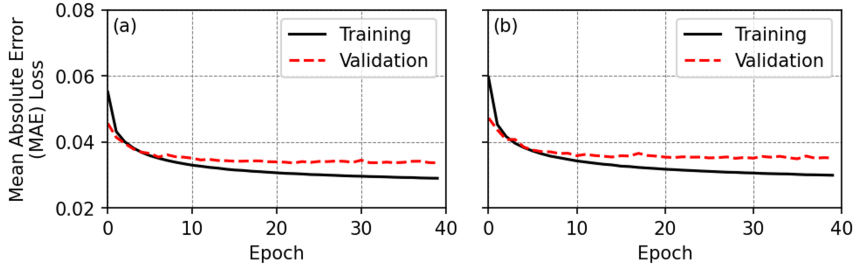 Mean Absolute Error
(MAE) Loss
0.08
0.06
0.04
0.02
(a)
Training
Validation
0
10
20
30
40
Epoch
(b)
Training
Validation
0
10
20
30
40
Epoch